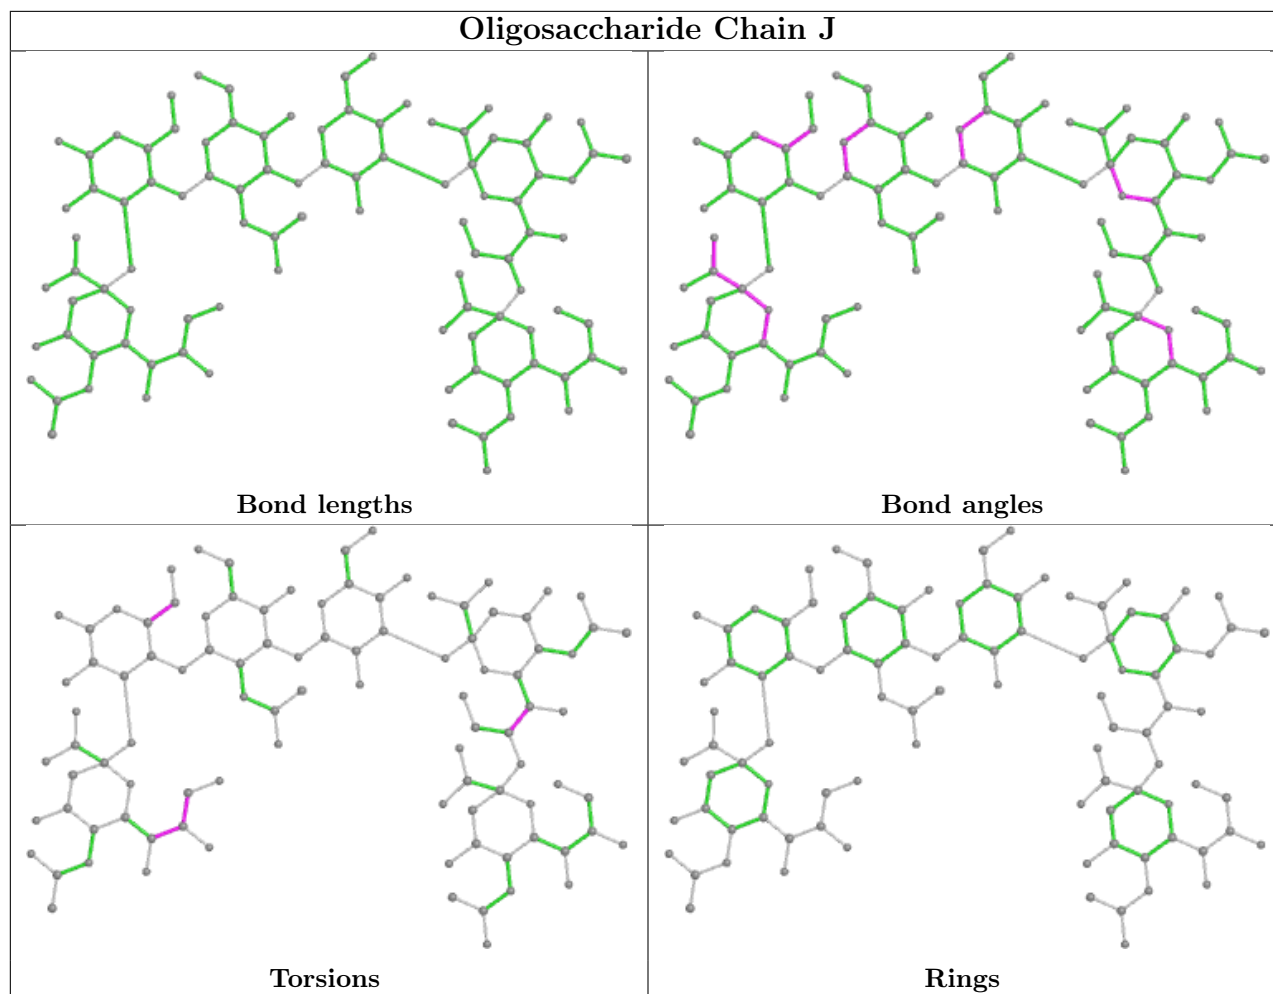 Oligosaccharide Chain J
Bond lengths
Bond angles
Torsions
Rings